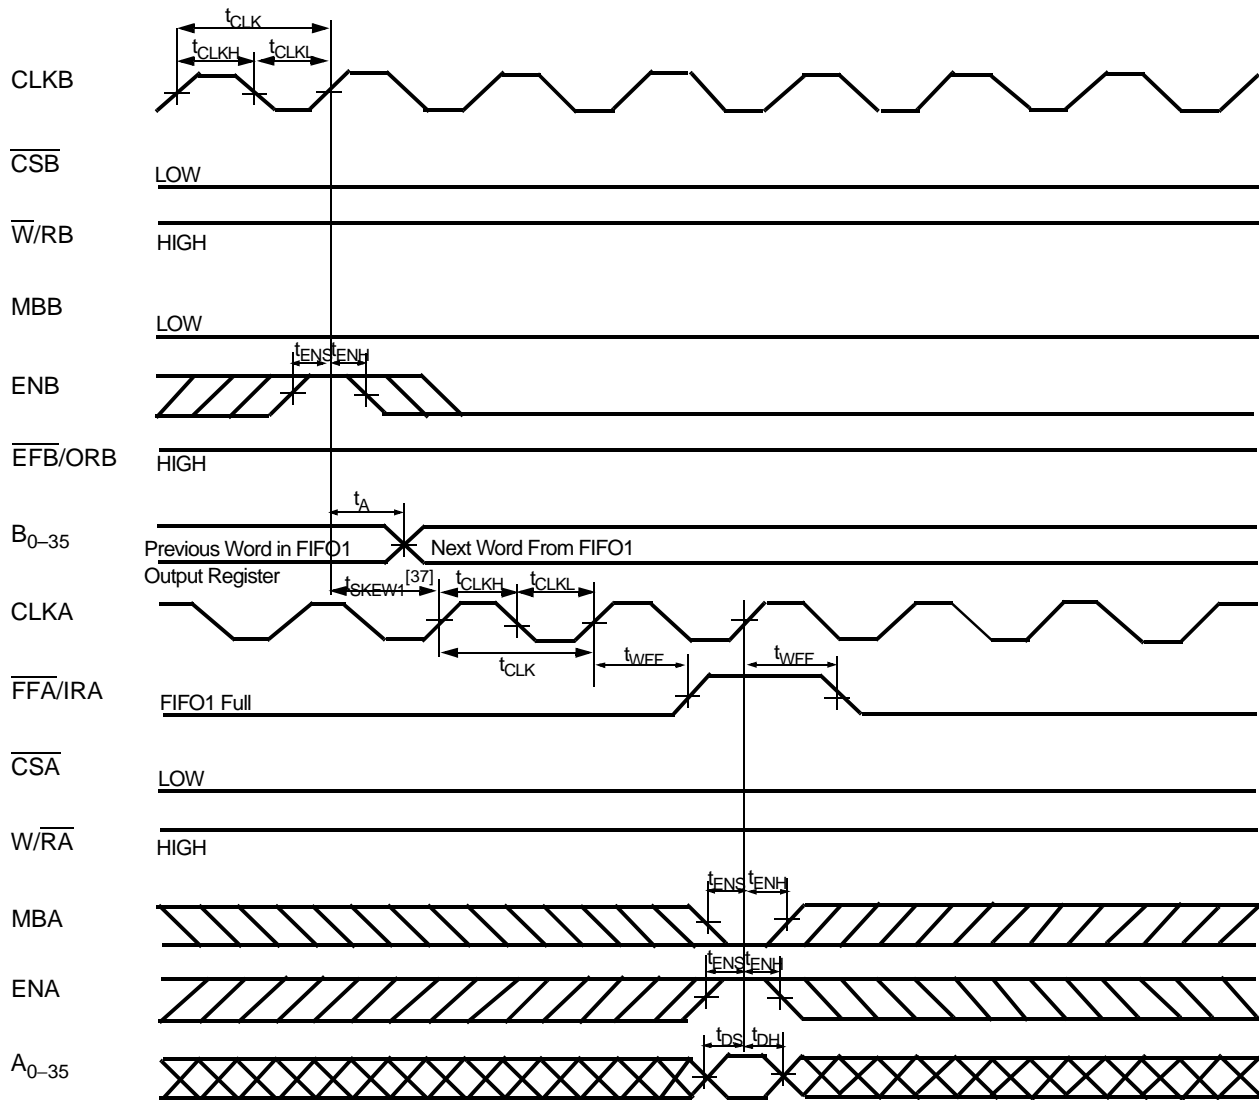 tCLK
tCLKH tCLKL
CLKB
CSB
LOW
W/RB
HIGH
MBB
LOW
tENS tENH
ENB
EFB/ORB
HIGH
tA
B0–35
Previous Word in FIFO1 Next Word From FIFO1
Output Register
tSKEW1[37] tCLKH tCLKL
CLKA
tCLK tWFF tWFF
FFA/IRA
FIFO1 Full
CSA
LOW
W/RA
HIGH
tENS tENH
MBA
tENS tENH
ENA
tDS tDH
A0–35